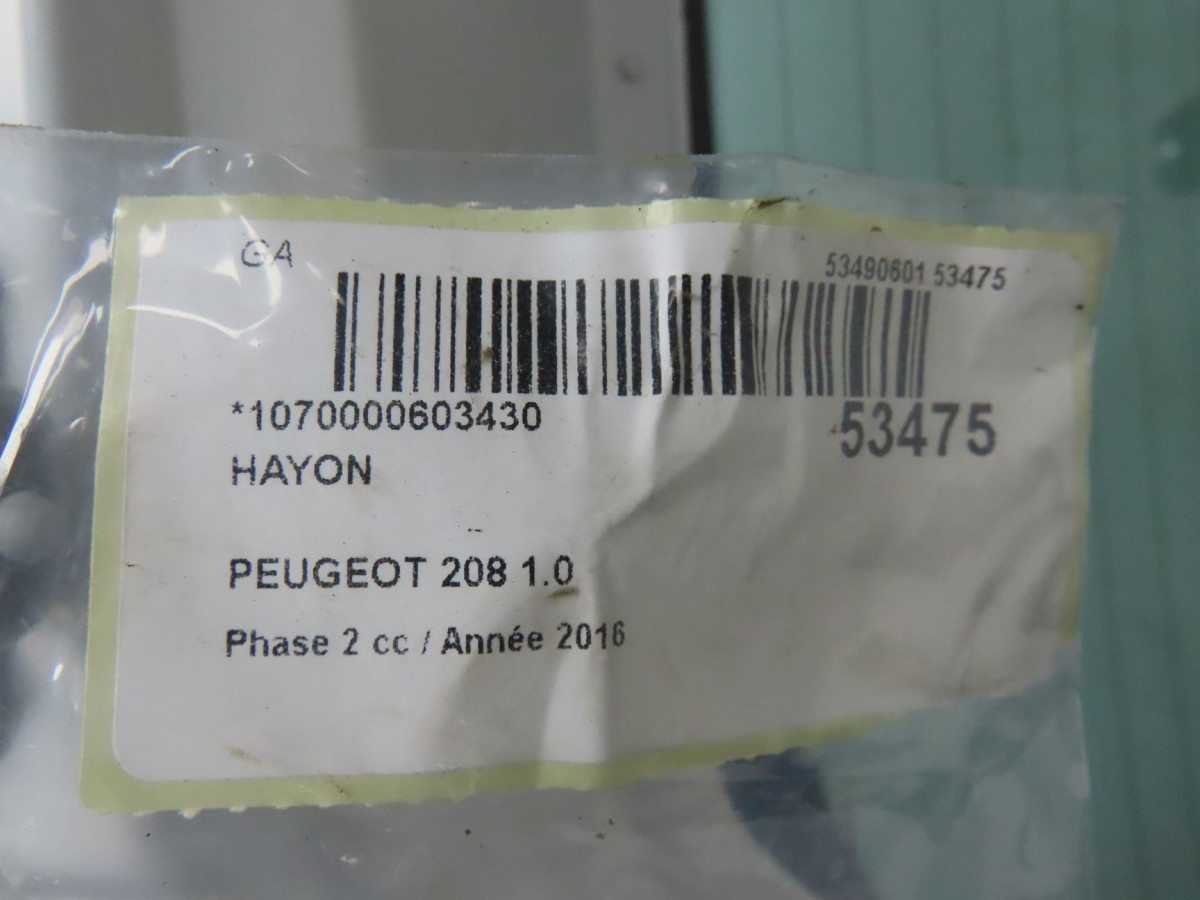 GA
53490601 53475
*1070000603430
53475
HAYON
PEUGEOT 208 1.0
Phase 2 cc / Année 2016